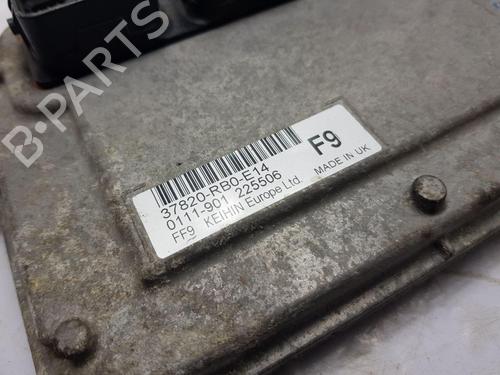 B-PARTS
37820-RB0-E14
0111-901 225506
FF9 KEIHIN Europe Ltd.
F9
MADE IN UK